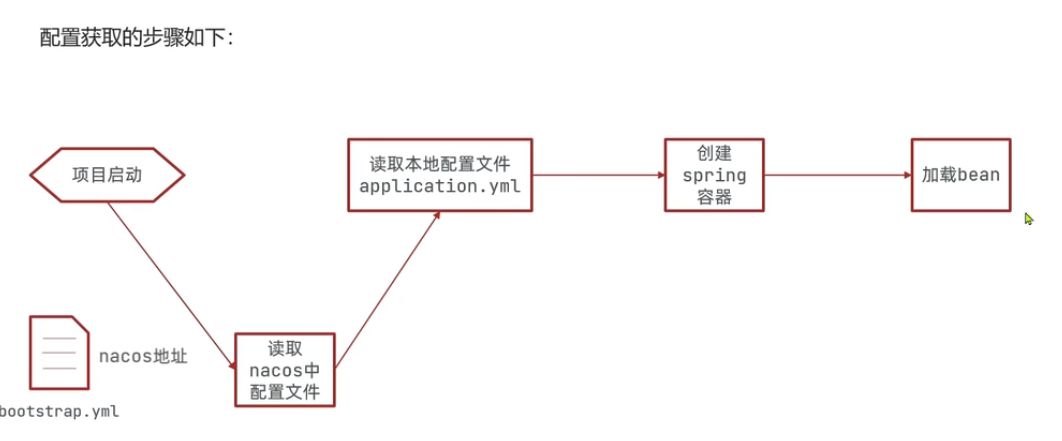 配置获取的步骤如下：
项目启动
读取本地配置文件
application.yml
创建
spring
容器
加载bean
nacos地址
bootstrap.yml
读取
nacos中
配置文件